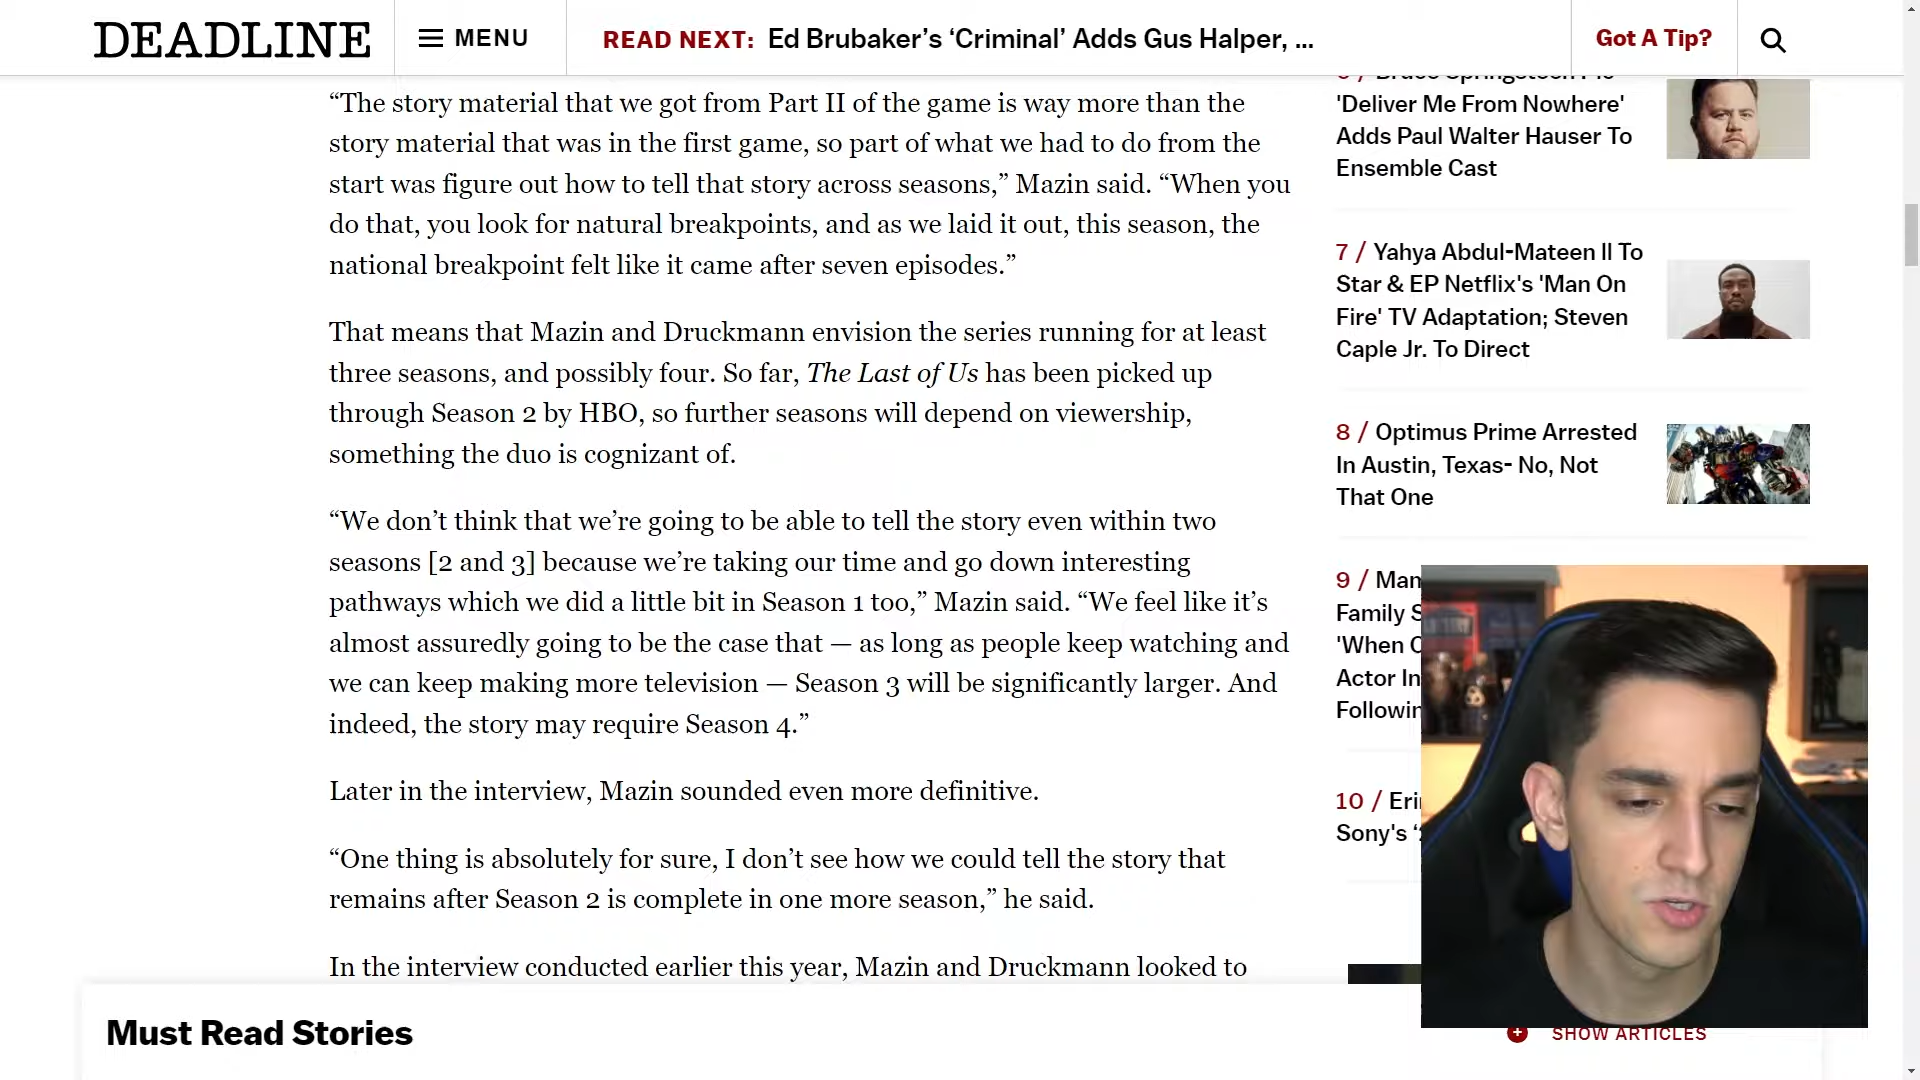 DEADLINE
MENU
READ NEXT: Ed Brubaker’s ‘Criminal’ Adds Gus Halper, ...
Got A Tip?
“The story material that we got from Part II of the game is way more than the
story material that was in the first game, so part of what we had to do from the
start was figure out how to tell that story across seasons,” Mazin said. “When you
do that, you look for natural breakpoints, and as we laid it out, this season, the
national breakpoint felt like it came after seven episodes.”
That means that Mazin and Druckmann envision the series running for at least
three seasons, and possibly four. So far, The Last of Us has been picked up
through Season 2 by HBO, so further seasons will depend on viewership,
something the duo is cognizant of.
“We don’t think that we’re going to be able to tell the story even within two
seasons [2 and 3] because we’re taking our time and go down interesting
pathways which we did a little bit in Season 1 too,” Mazin said. “We feel like it’s
almost assuredly going to be the case that — as long as people keep watching and
we can keep making more television — Season 3 will be significantly larger. And
indeed, the story may require Season 4.”
Later in the interview, Mazin sounded even more definitive.
“One thing is absolutely for sure, I don’t see how we could tell the story that
remains after Season 2 is complete in one more season,” he said.
In the interview conducted earlier this year, Mazin and Druckmann looked to
'Deliver Me From Nowhere'
Adds Paul Walter Hauser To
Ensemble Cast
7 / Yahya Abdul-Mateen II To
Star & EP Netflix's 'Man On
Fire' TV Adaptation; Steven
Caple Jr. To Direct
8 / Optimus Prime Arrested
In Austin, Texas- No, Not
That One
9 / Man
Family S
'When C
Actor In
Followin
10 / Eri
Sony's ‘
Must Read Stories
SHOW ARTICLES